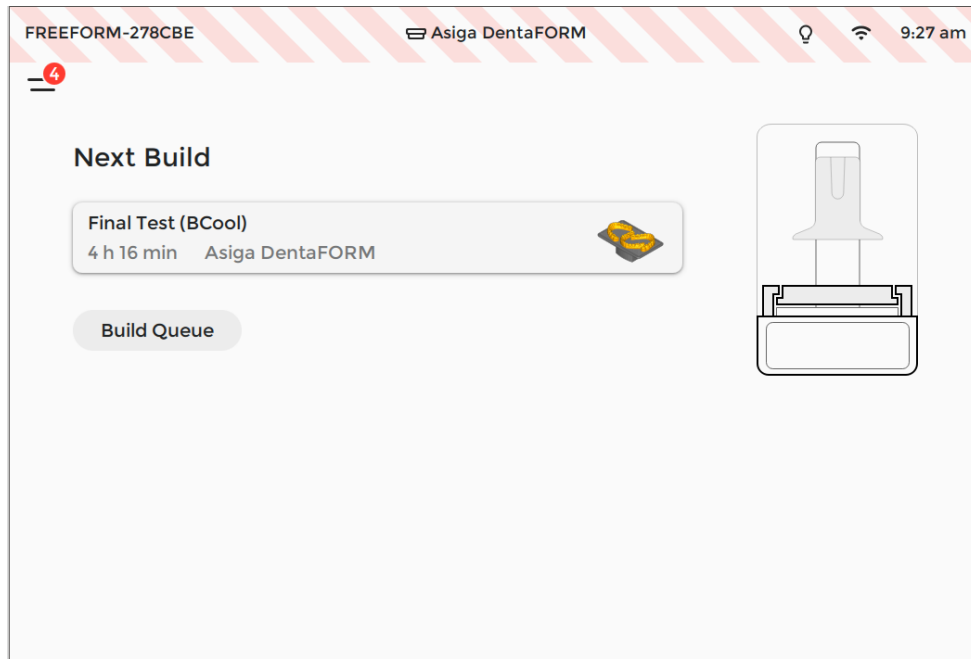 FREEFORM-278CBE Asiga DentaFORM 9:27 am
4
Next Build
Final Test (BCool)
4 h 16 min Asiga DentaFORM
Build Queue